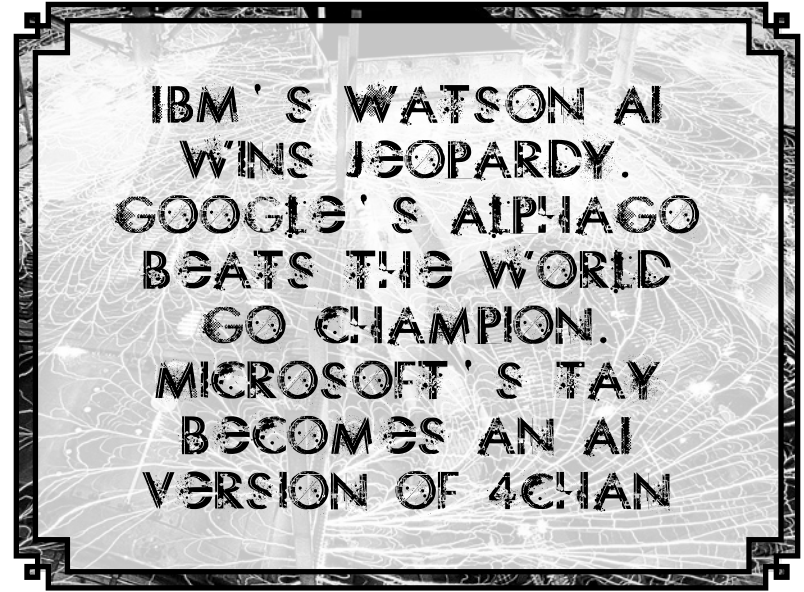 IBM'S WATSON AI
WINS JEOPARDY.
GOOGLE'S ALPHAGO
BEATS THE WORLD
GO CHAMPION.
MICROSOFT'S TAY
BECOMES AN AI
VERSION OF 4CHAN